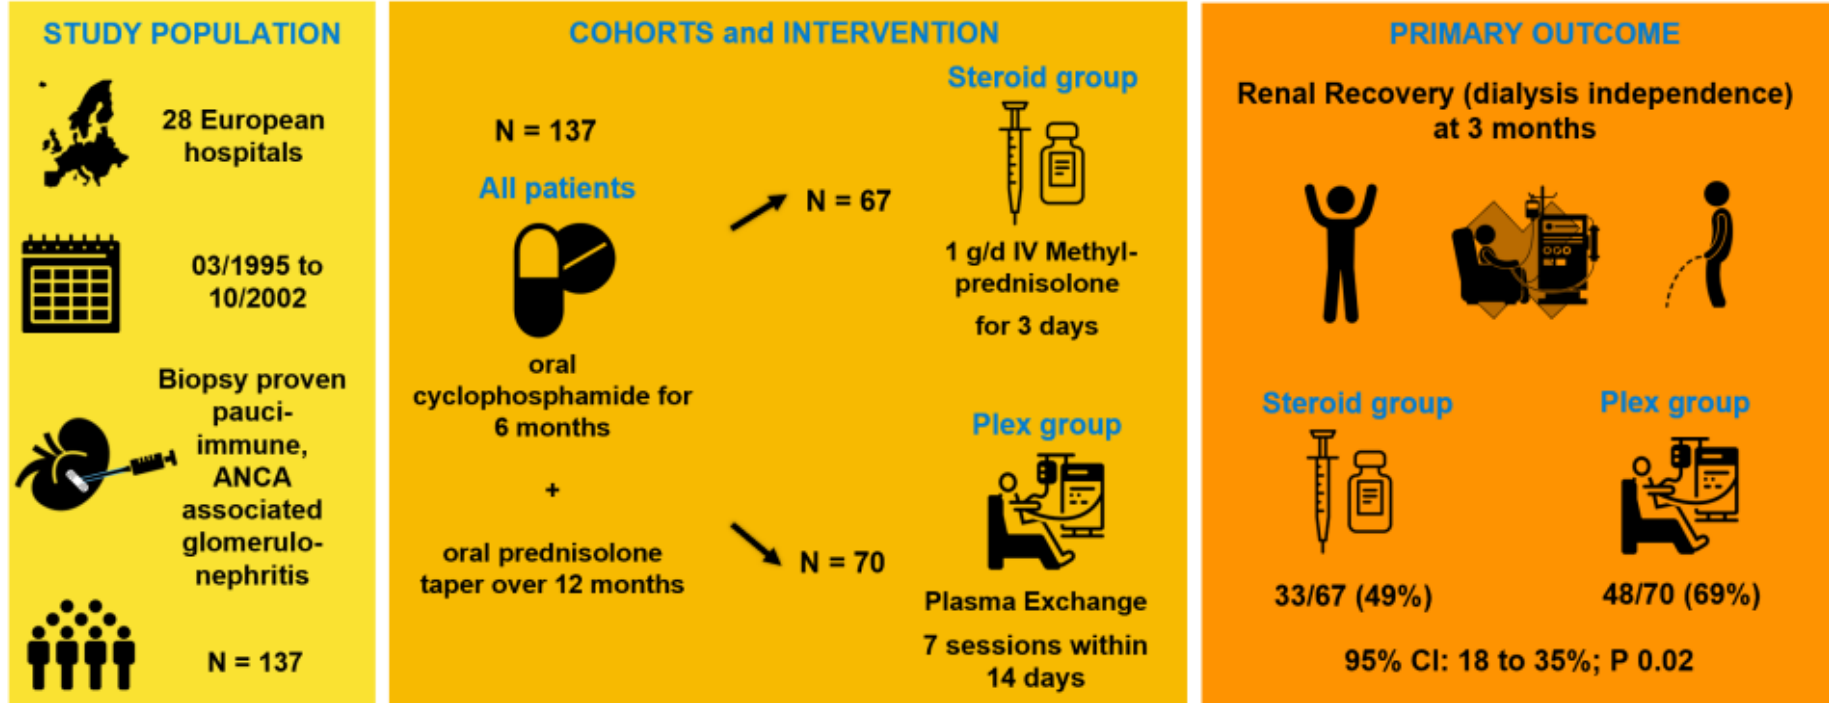 STUDY POPULATION
28 European
hospitals
03/1995 to
10/2002
Biopsy proven
pauci-
immune,
ANCA
associated
glomerulo-
nephritis
N = 137
COHORTS and INTERVENTION
N = 137
All patients
oral
cyclophosphamide for
6 months
+
oral prednisolone
taper over 12 months
N = 67
Steroid group
1 g/d IV Methyl-
prednisolone
for 3 days
N = 70
Plex group
Plasma Exchange
7 sessions within
14 days
PRIMARY OUTCOME
Renal Recovery (dialysis independence)
at 3 months
Steroid group
33/67 (49%)
Plex group
48/70 (69%)
95% CI: 18 to 35%; P 0.02